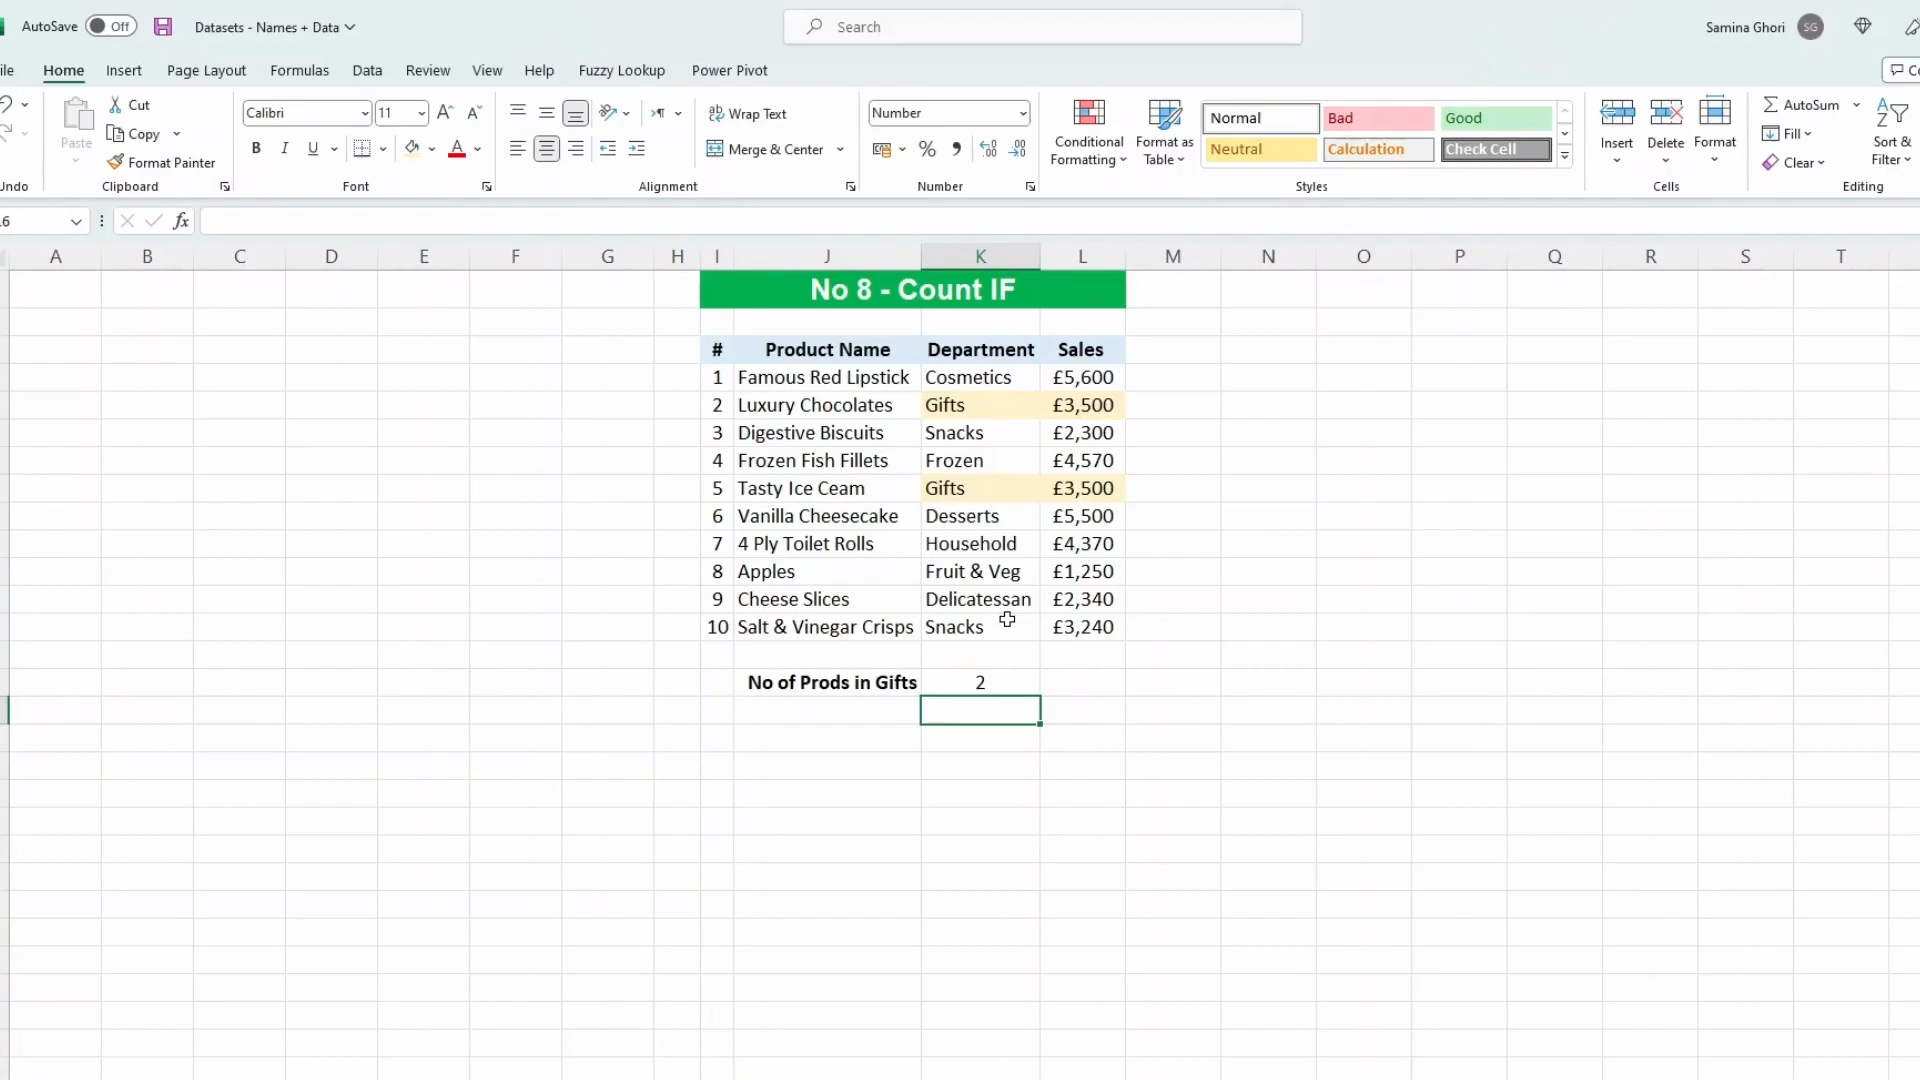 AutoSave Off Datasets - Names + Data Search Samina Ghori SG
Home Insert Page Layout Formulas Data Review View Help Fuzzy Lookup Power Pivot
Paste Cut Copy Format Painter
Calibri 11
B I U A
Wrap Text
Merge & Center
Number
%
Conditional Formatting
Format as Table
Normal Bad Good
Neutral Calculation Check Cell
Insert Delete Format
AutoSum
Fill
Clear
Sort & Filter
Undo Clipboard Font Alignment Number Styles Cells Editing
fx
A B C D E F G H I J K L M N O P Q R S T
No 8 - Count IF
# Product Name Department Sales
1 Famous Red Lipstick Cosmetics £5,600
2 Luxury Chocolates Gifts £3,500
3 Digestive Biscuits Snacks £2,300
4 Frozen Fish Fillets Frozen £4,570
5 Tasty Ice Ceam Gifts £3,500
6 Vanilla Cheesecake Desserts £5,500
7 4 Ply Toilet Rolls Household £4,370
8 Apples Fruit & Veg £1,250
9 Cheese Slices Delicatessan £2,340
10 Salt & Vinegar Crisps Snacks £3,240
No of Prods in Gifts 2